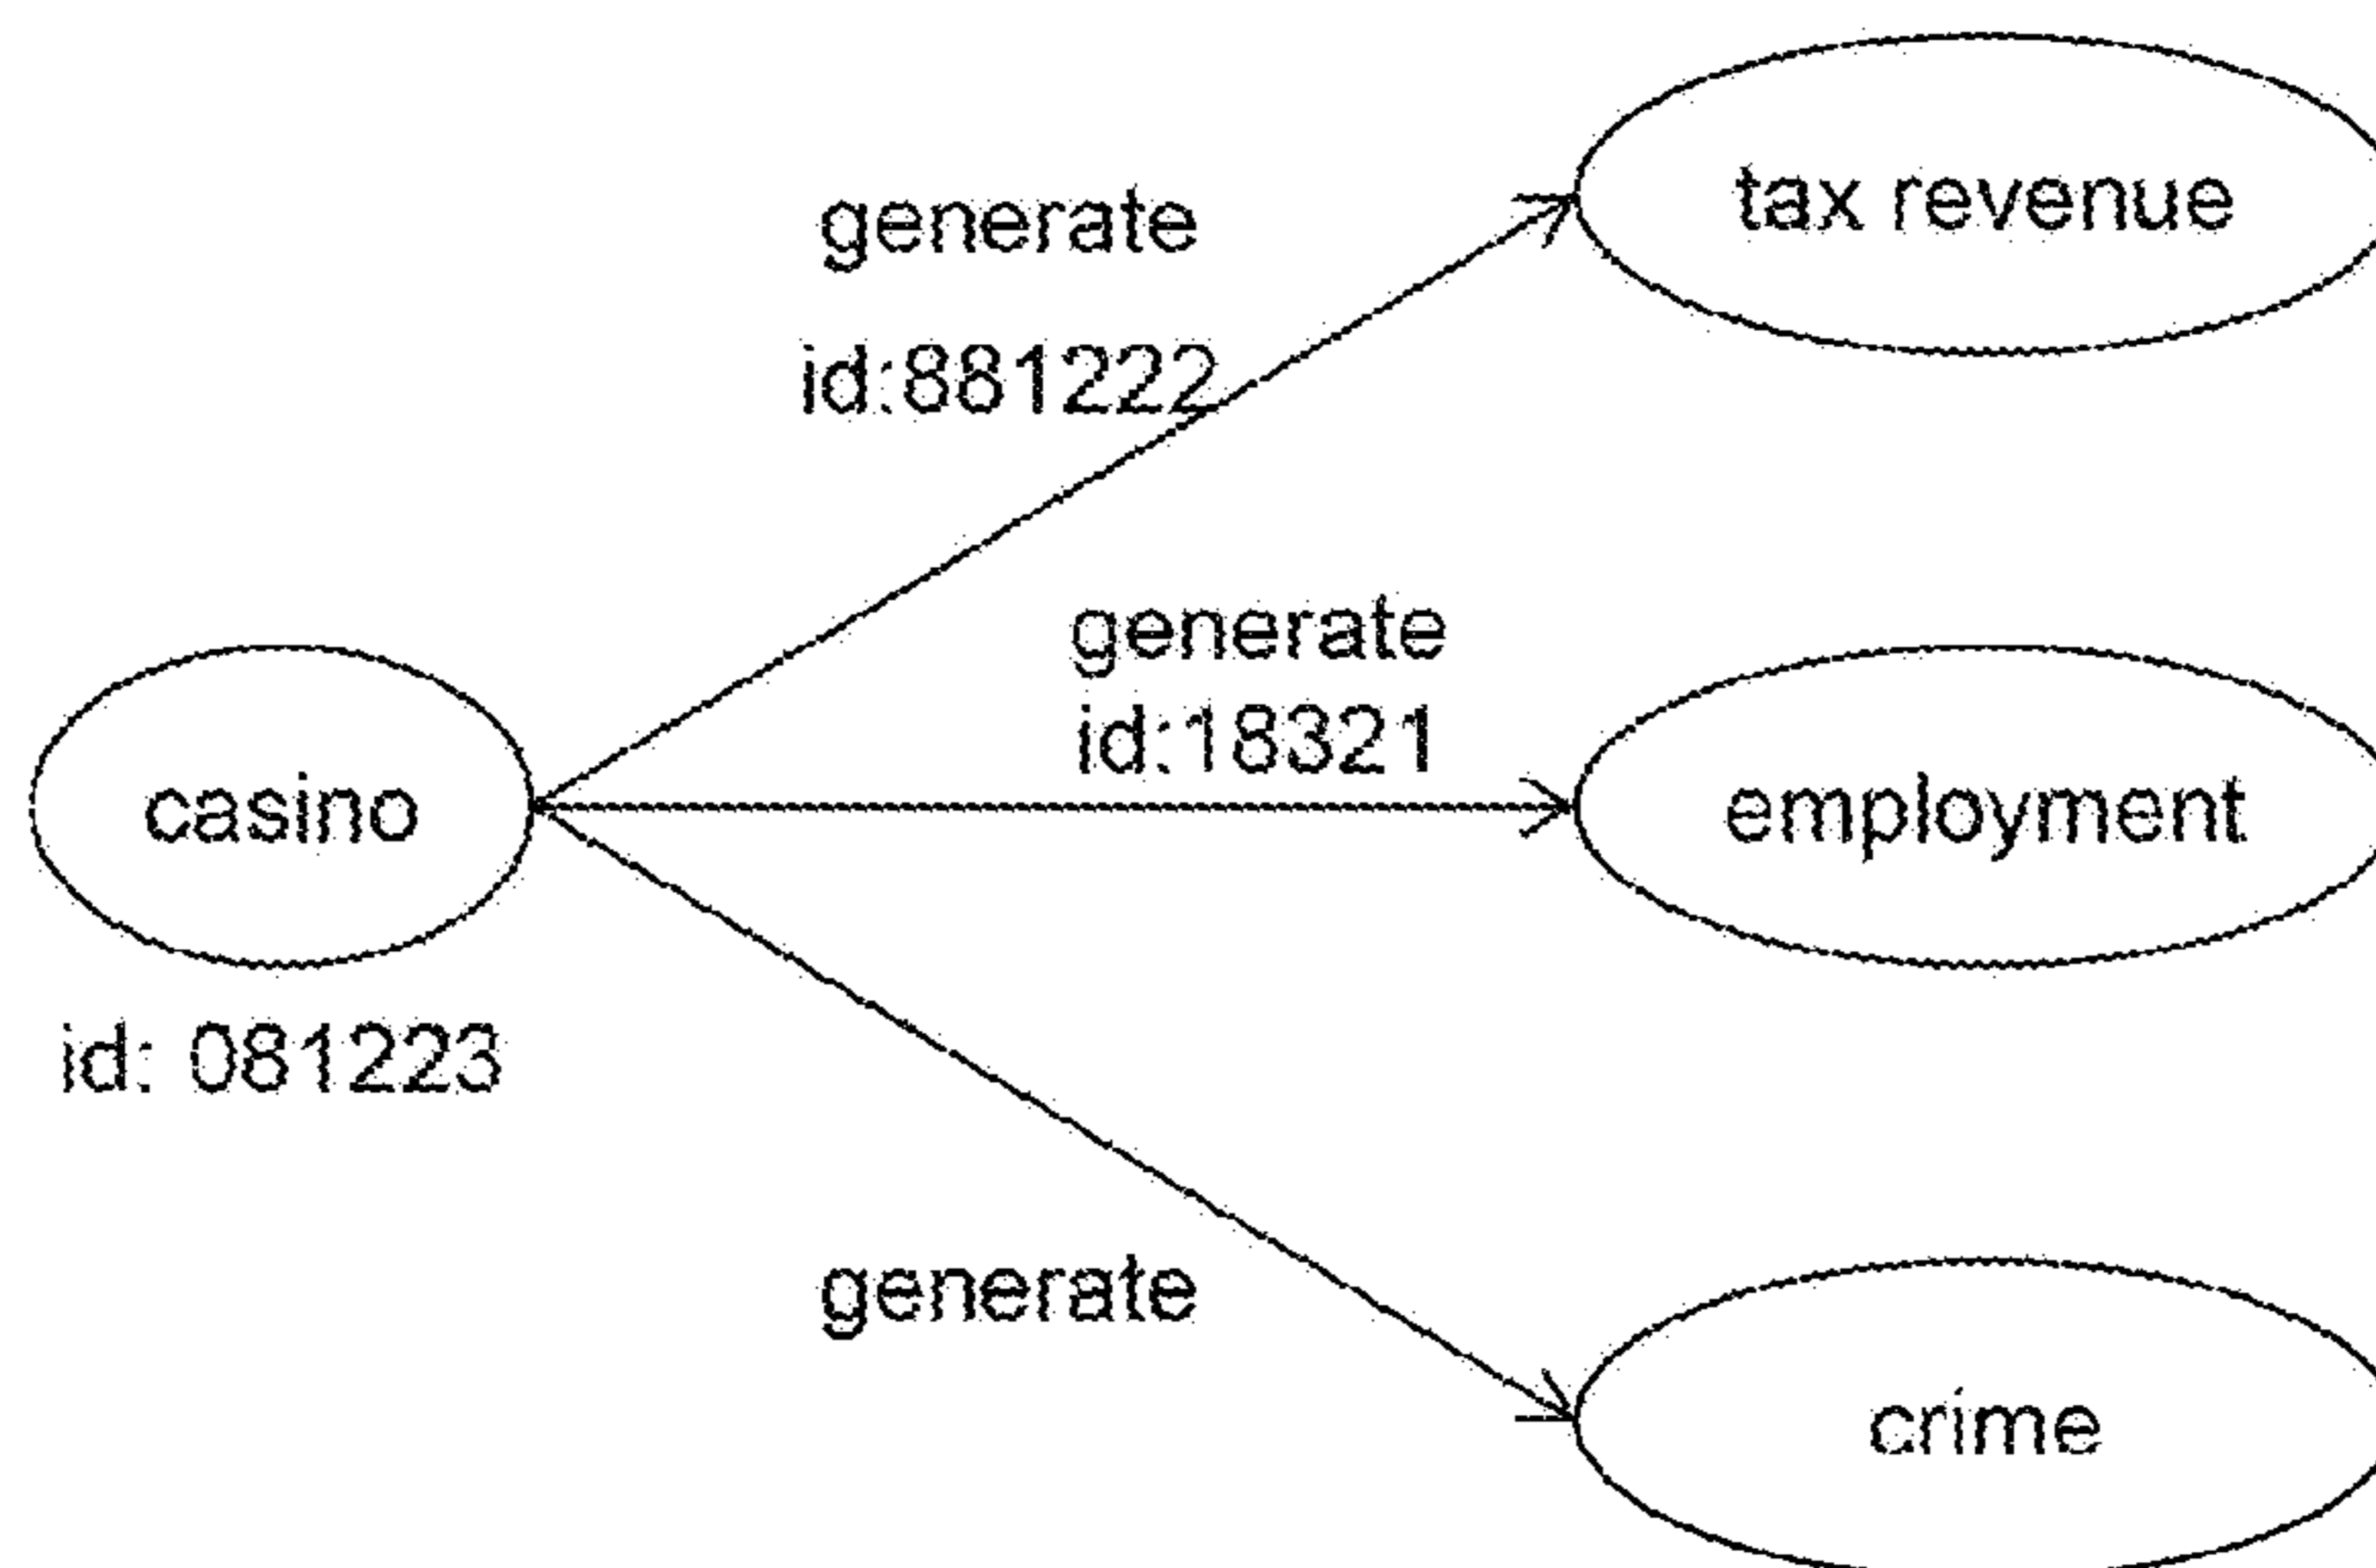 tax revenue
generate
id:881222
generate
id:18321
casino
employment
id: 081223
generate
crime